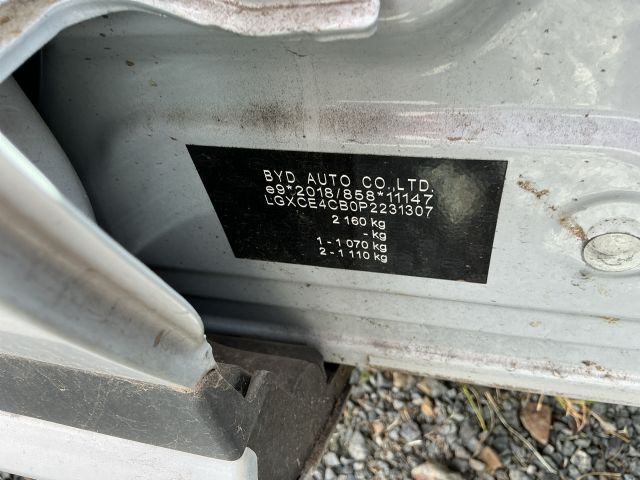 BYD AUTO CO.,LTD.
e9*2018/858*11147
LGXCE4CB0P2231307
2 160 kg
- kg
1 - 1 070 kg
2 - 1 110 kg